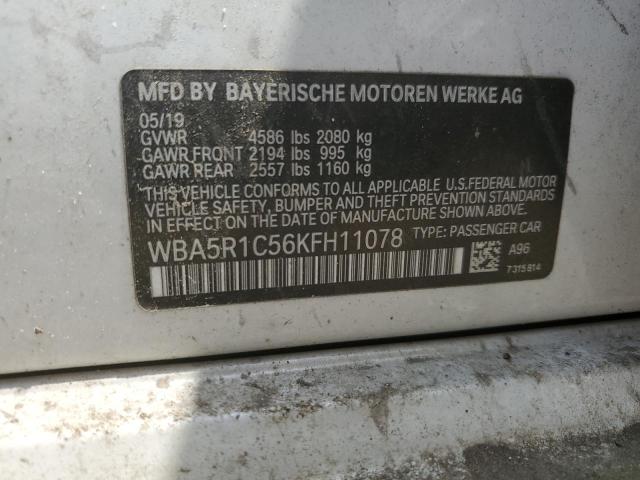 MFD BY BAYERISCHE MOTOREN WERKE AG
05/19
GVWR 4586 lbs 2080 kg
GAWR FRONT 2194 lbs 995 kg
GAWR REAR 2557 lbs 1160 kg
THIS VEHICLE CONFORMS TO ALL APPLICABLE U.S.FEDERAL MOTOR
VEHICLE SAFETY, BUMPER AND THEFT PREVENTION STANDARDS
IN EFFECT ON THE DATE OF MANUFACTURE SHOWN ABOVE.
WBA5R1C56KFH11078 TYPE: PASSENGER CAR
A96
7315814